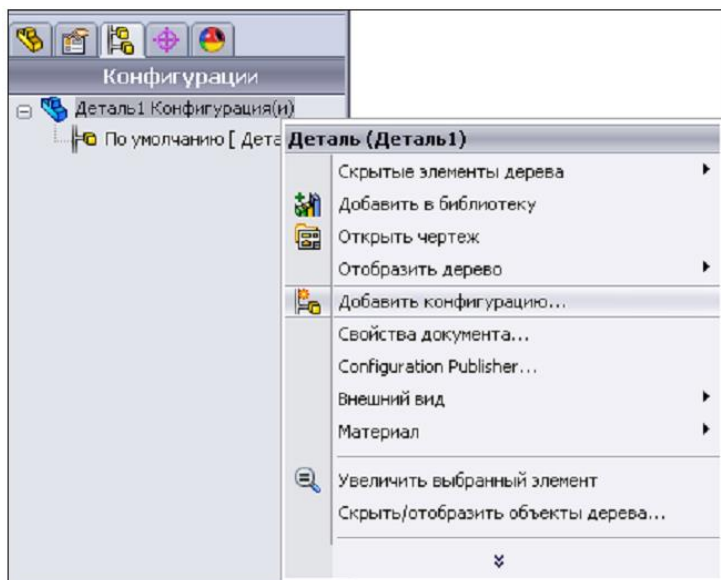 Конфигурации
Деталь1 Конфигурация(и)
По умолчанию [ Дета
Деталь (Деталь1)
Скрытые элементы дерева
Добавить в библиотеку
Открыть чертеж
Отобразить дерево
Добавить конфигурацию...
Свойства документа...
Configuration Publisher...
Внешний вид
Материал
Увеличить выбранный элемент
Скрыть/отобразить объекты дерева...